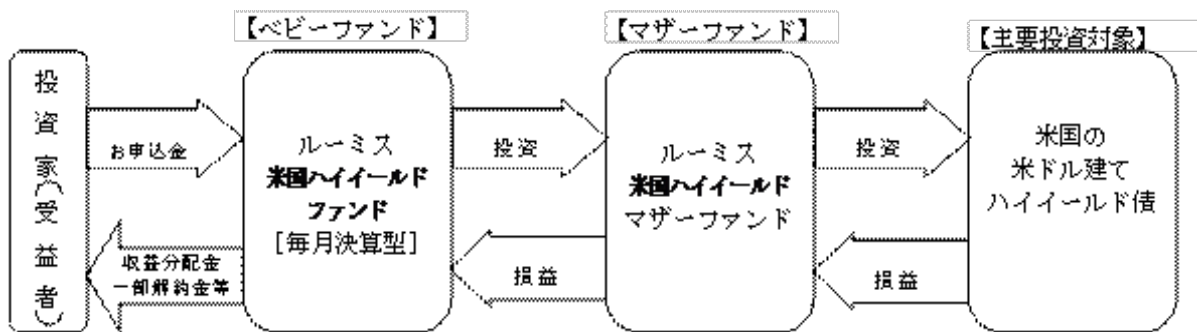 【ベビーファンド】
【マザーファンド】
【主要投資対象】
投資家(受益者)
お申込金
収益分配金
一部解約金等
ルーミス
米国ハイイールド
ファンド
[毎月決算型]
投資
損益
ルーミス
米国ハイイールド
マザーファンド
投資
損益
米国の
米ドル建て
ハイイールド債